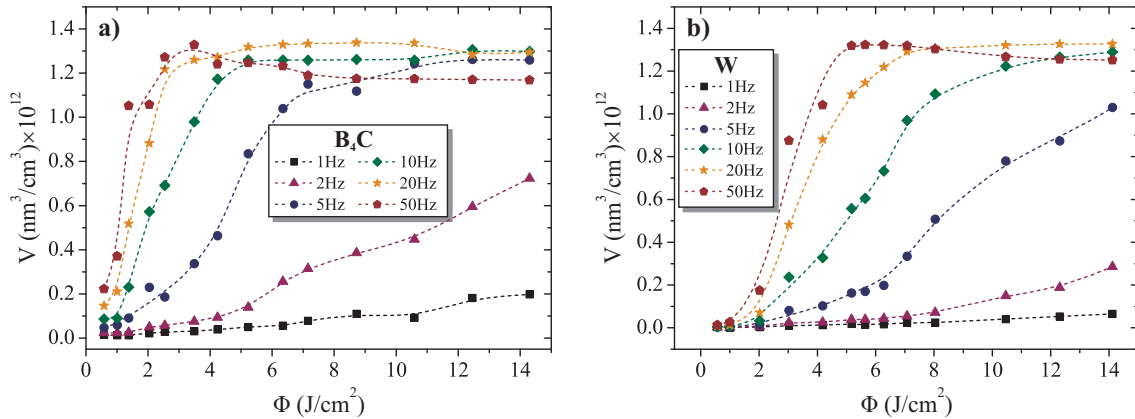 a)
V (nm³/cm³)×10¹²
1.4
1.2
1.0
0.8
0.6
0.4
0.2
0.0
B₄C
1Hz 10Hz
2Hz 20Hz
5Hz 50Hz
0 2 4 6 8 10 12 14
Φ (J/cm²)
b)
V (nm³/cm³)×10¹²
1.4
1.2
1.0
0.8
0.6
0.4
0.2
0.0
W
1Hz
2Hz
5Hz
10Hz
20Hz
50Hz
0 2 4 6 8 10 12 14
Φ (J/cm²)